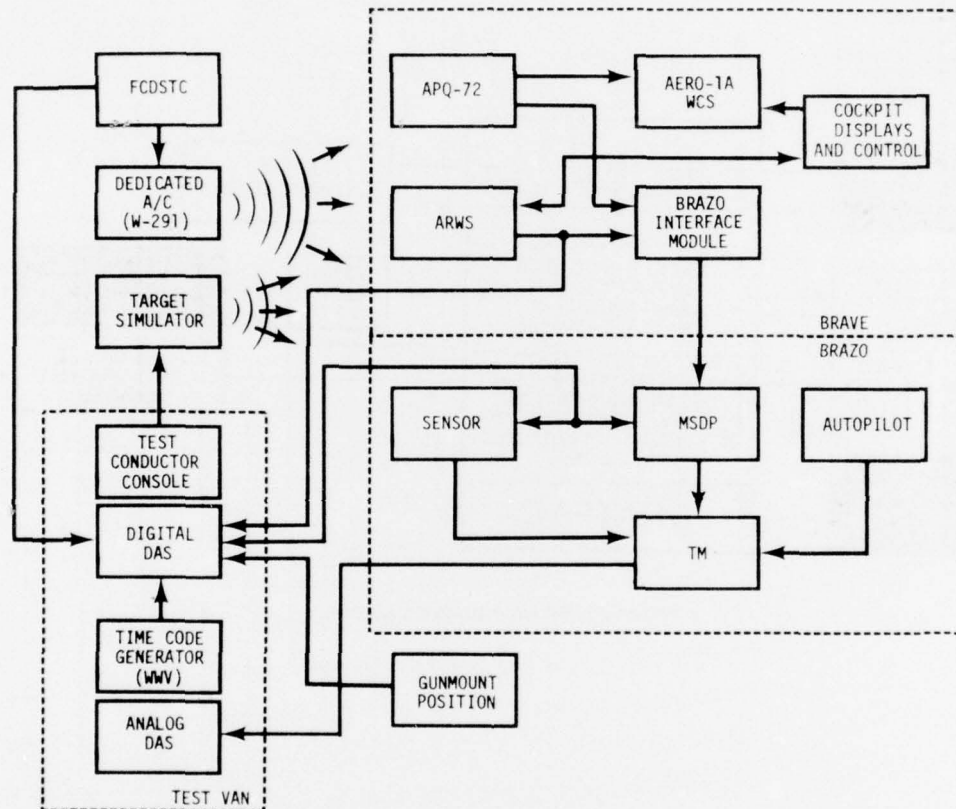 FCDSTC
DEDICATED
A/C
(W-291)
TARGET
SIMULATOR
TEST
CONDUCTOR
CONSOLE
DIGITAL
DAS
TIME CODE
GENERATOR
(WWV)
ANALOG
DAS
TEST VAN
APQ-72
AERO-1A
WCS
COCKPIT
DISPLAYS
AND CONTROL
ARWS
BRAZO
INTERFACE
MODULE
BRAVE
BRAZO
SENSOR
MSDP
AUTOPILOT
TM
GUNMOUNT
POSITION